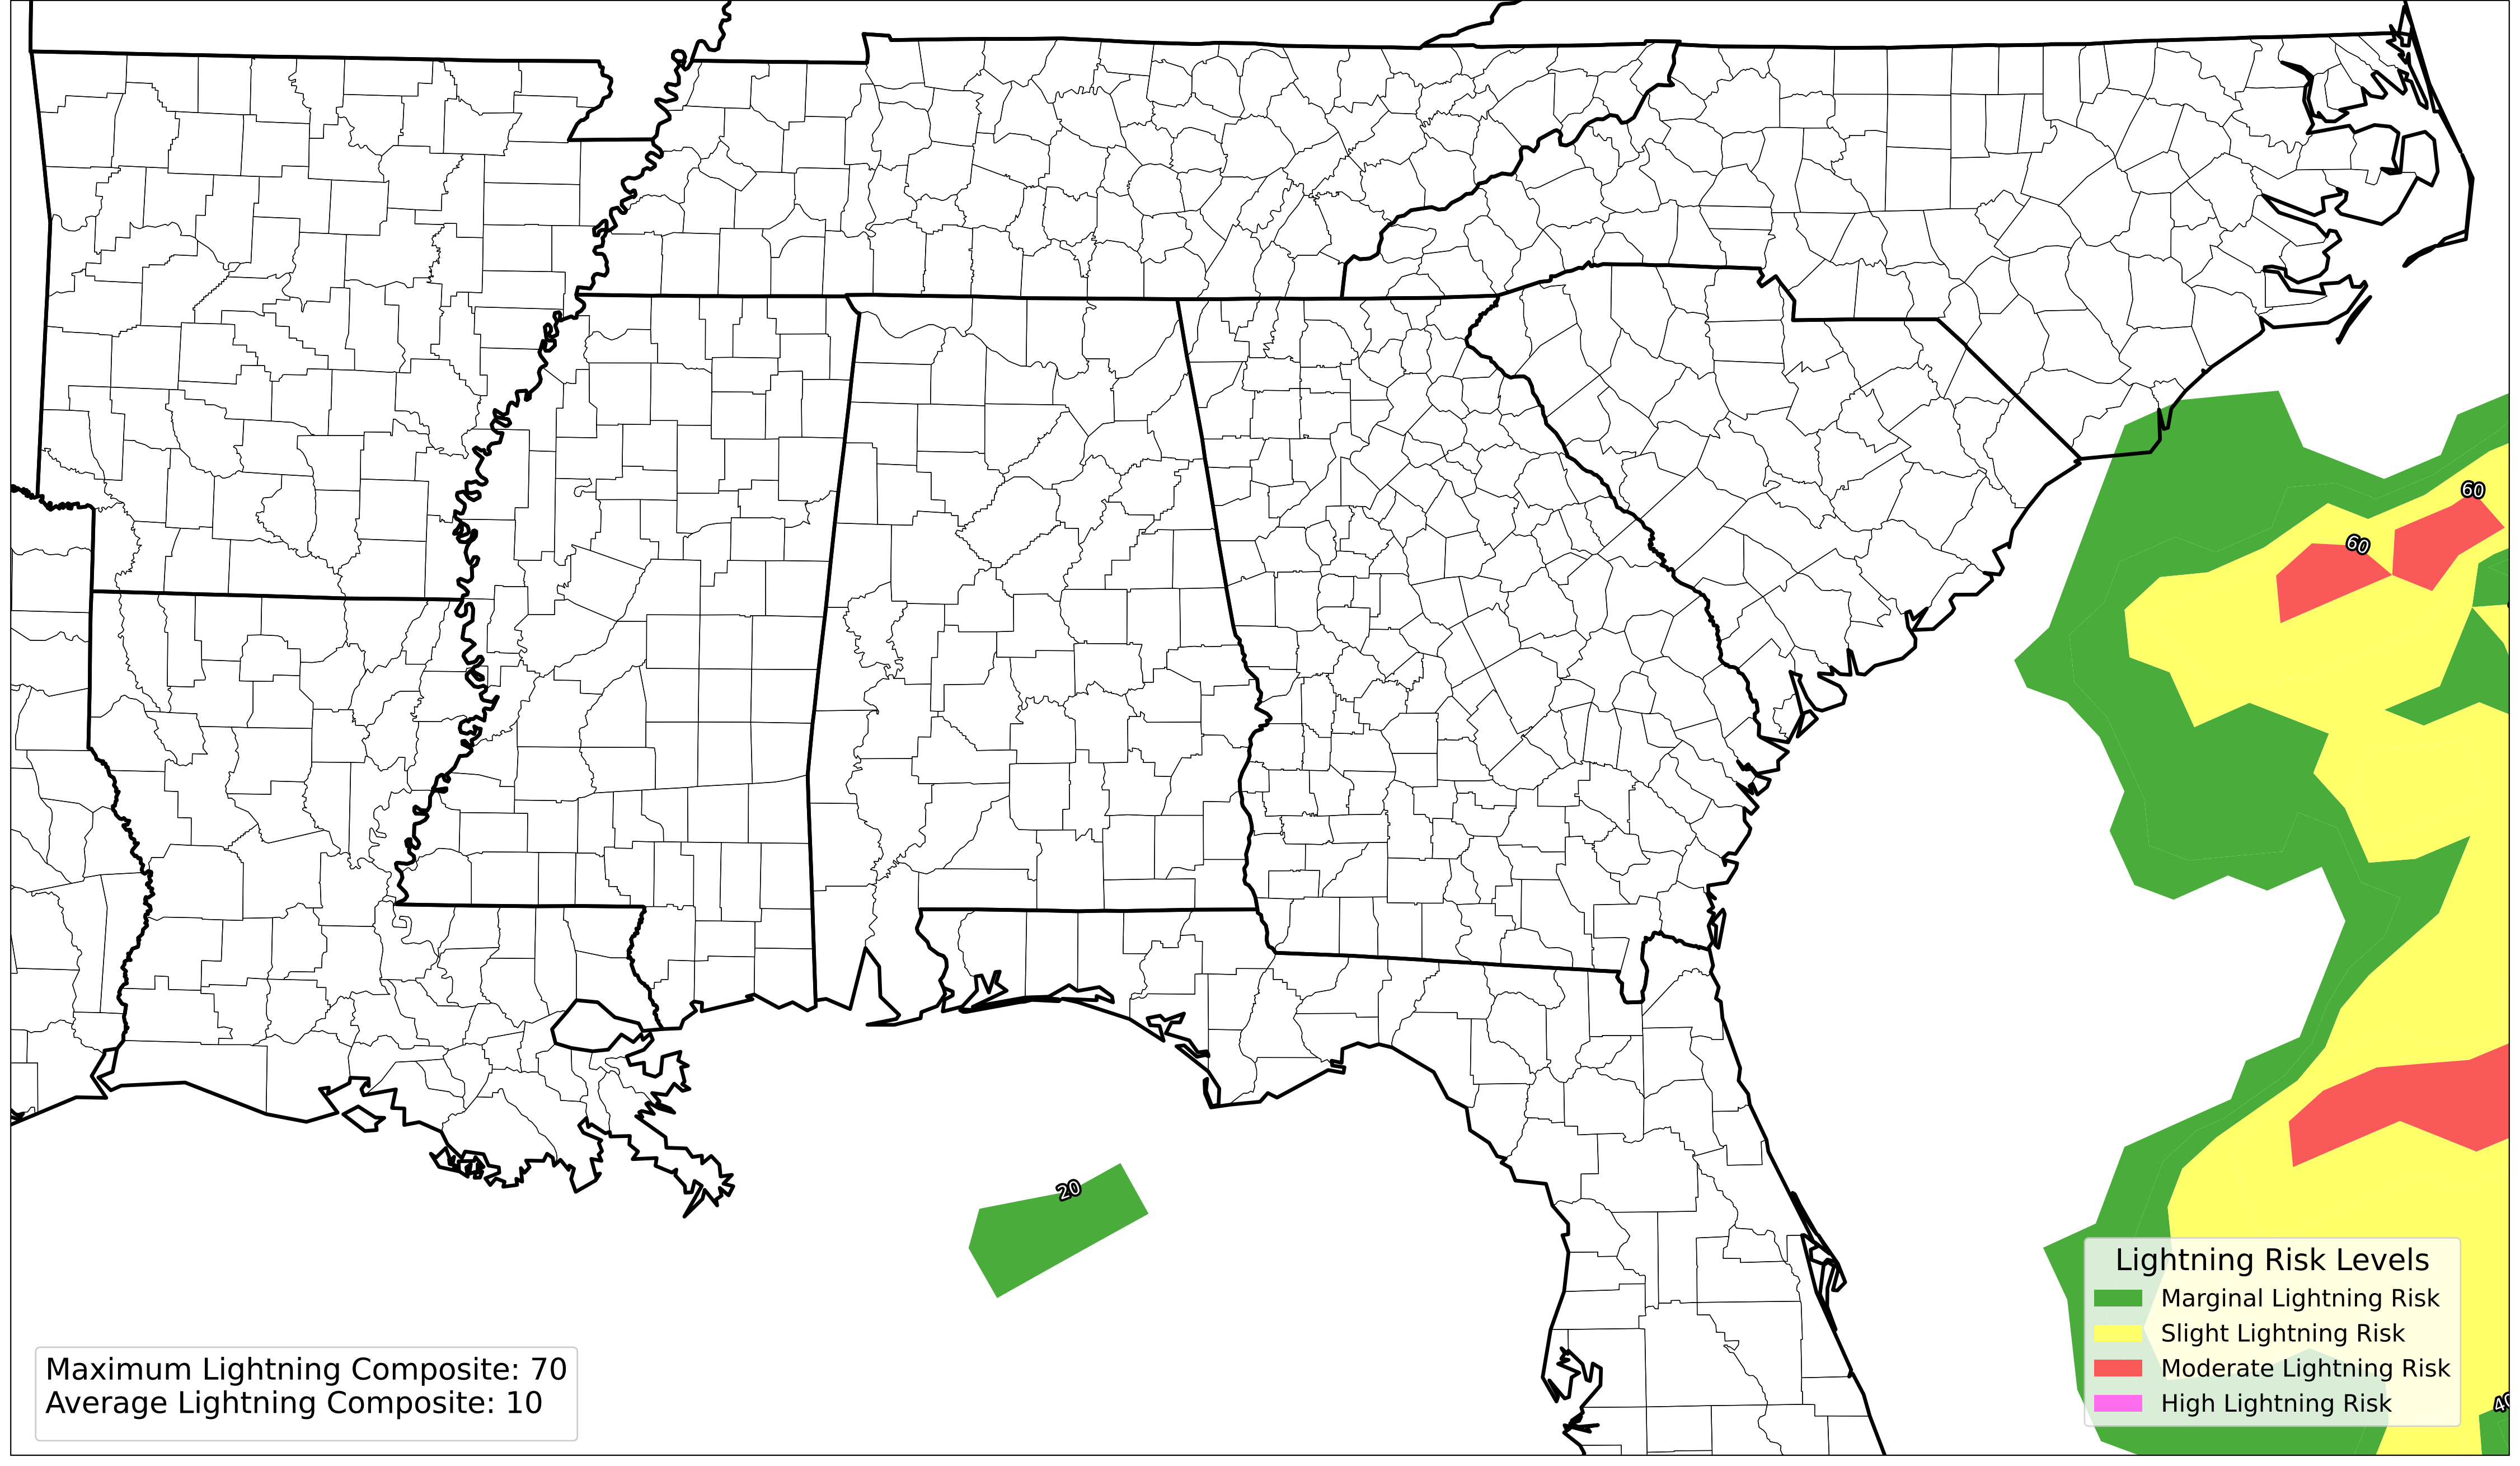 60
60
20
40
Lightning Risk Levels
Marginal Lightning Risk
Slight Lightning Risk
Moderate Lightning Risk
High Lightning Risk
Maximum Lightning Composite: 70
Average Lightning Composite: 10